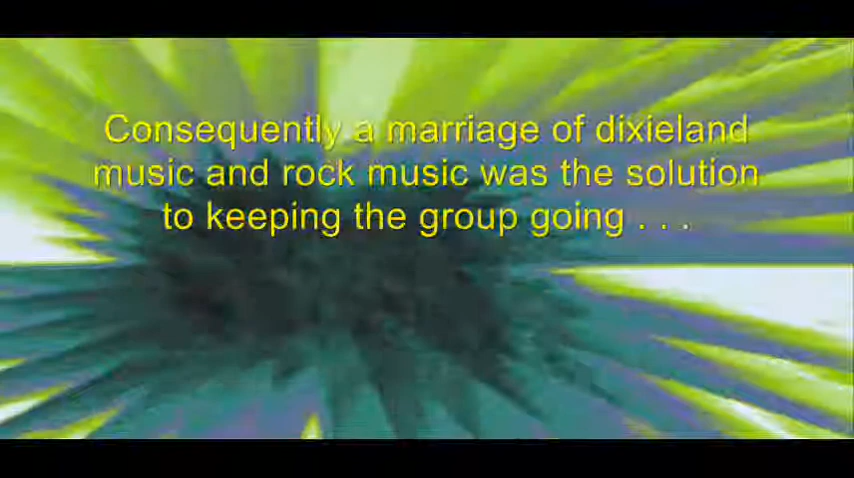 Consequently a marriage of dixieland
music and rock music was the solution
to keeping the group going . . .